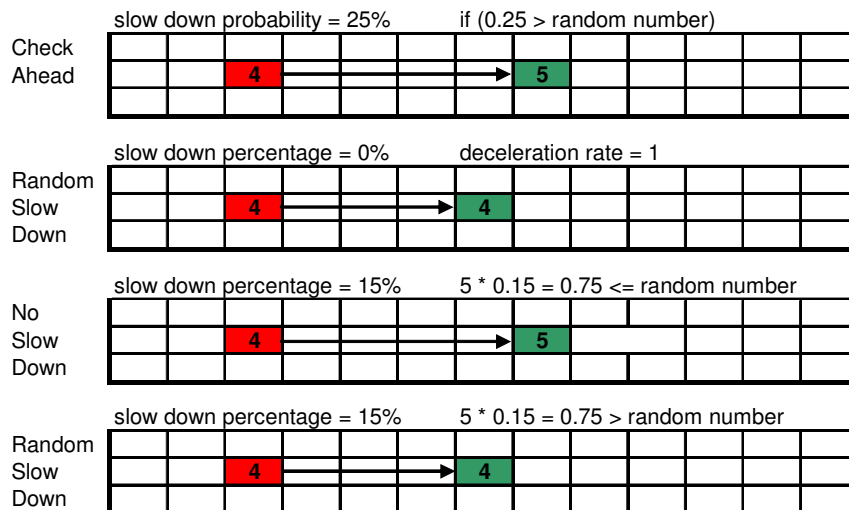 slow down probability = 25% if (0.25 > random number)
Check
Ahead 4 5
slow down percentage = 0% deceleration rate = 1
Random
Slow 4 4
Down
slow down percentage = 15% 5 * 0.15 = 0.75 <= random number
No
Slow 4 5
Down
slow down percentage = 15% 5 * 0.15 = 0.75 > random number
Random
Slow 4 4
Down